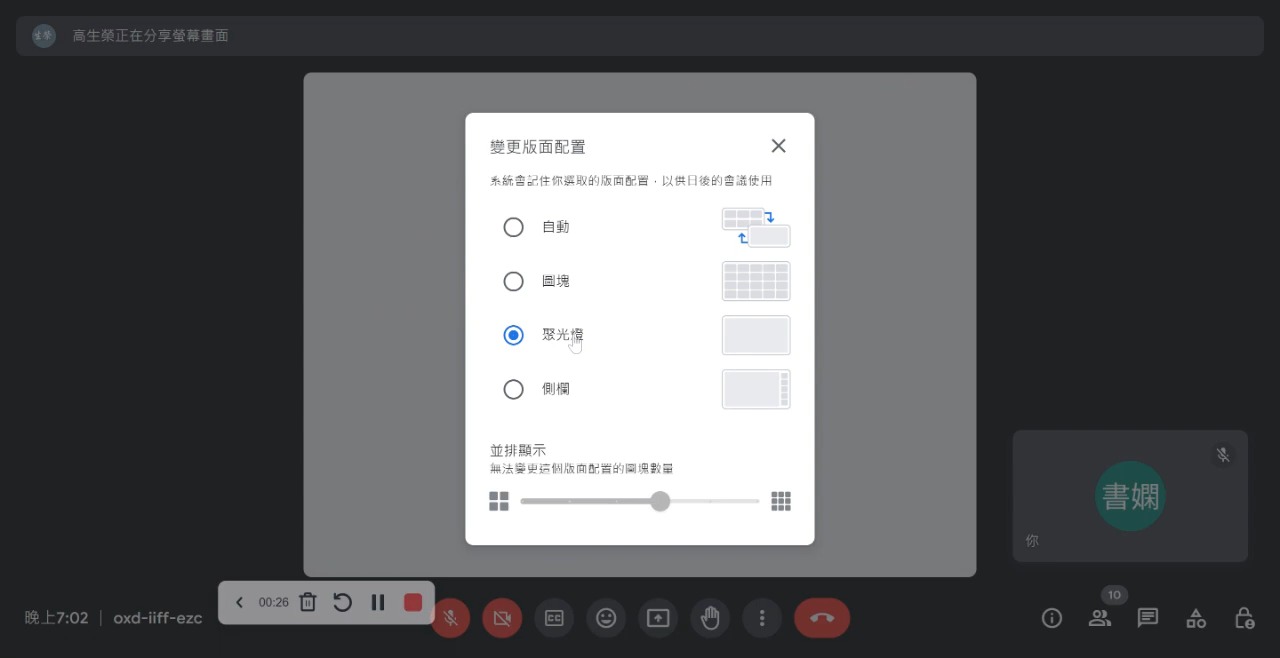 生榮
高生榮正在分享螢幕畫面
變更版面配置
系統會記住你選取的版面配置，以供日後的會議使用
自動
圖塊
聚光燈
側欄
並排顯示
無法變更這個版面配置的圖塊數量
書嫻
你
00:26
晚上7:02 | oxd-iiff-ezc
10